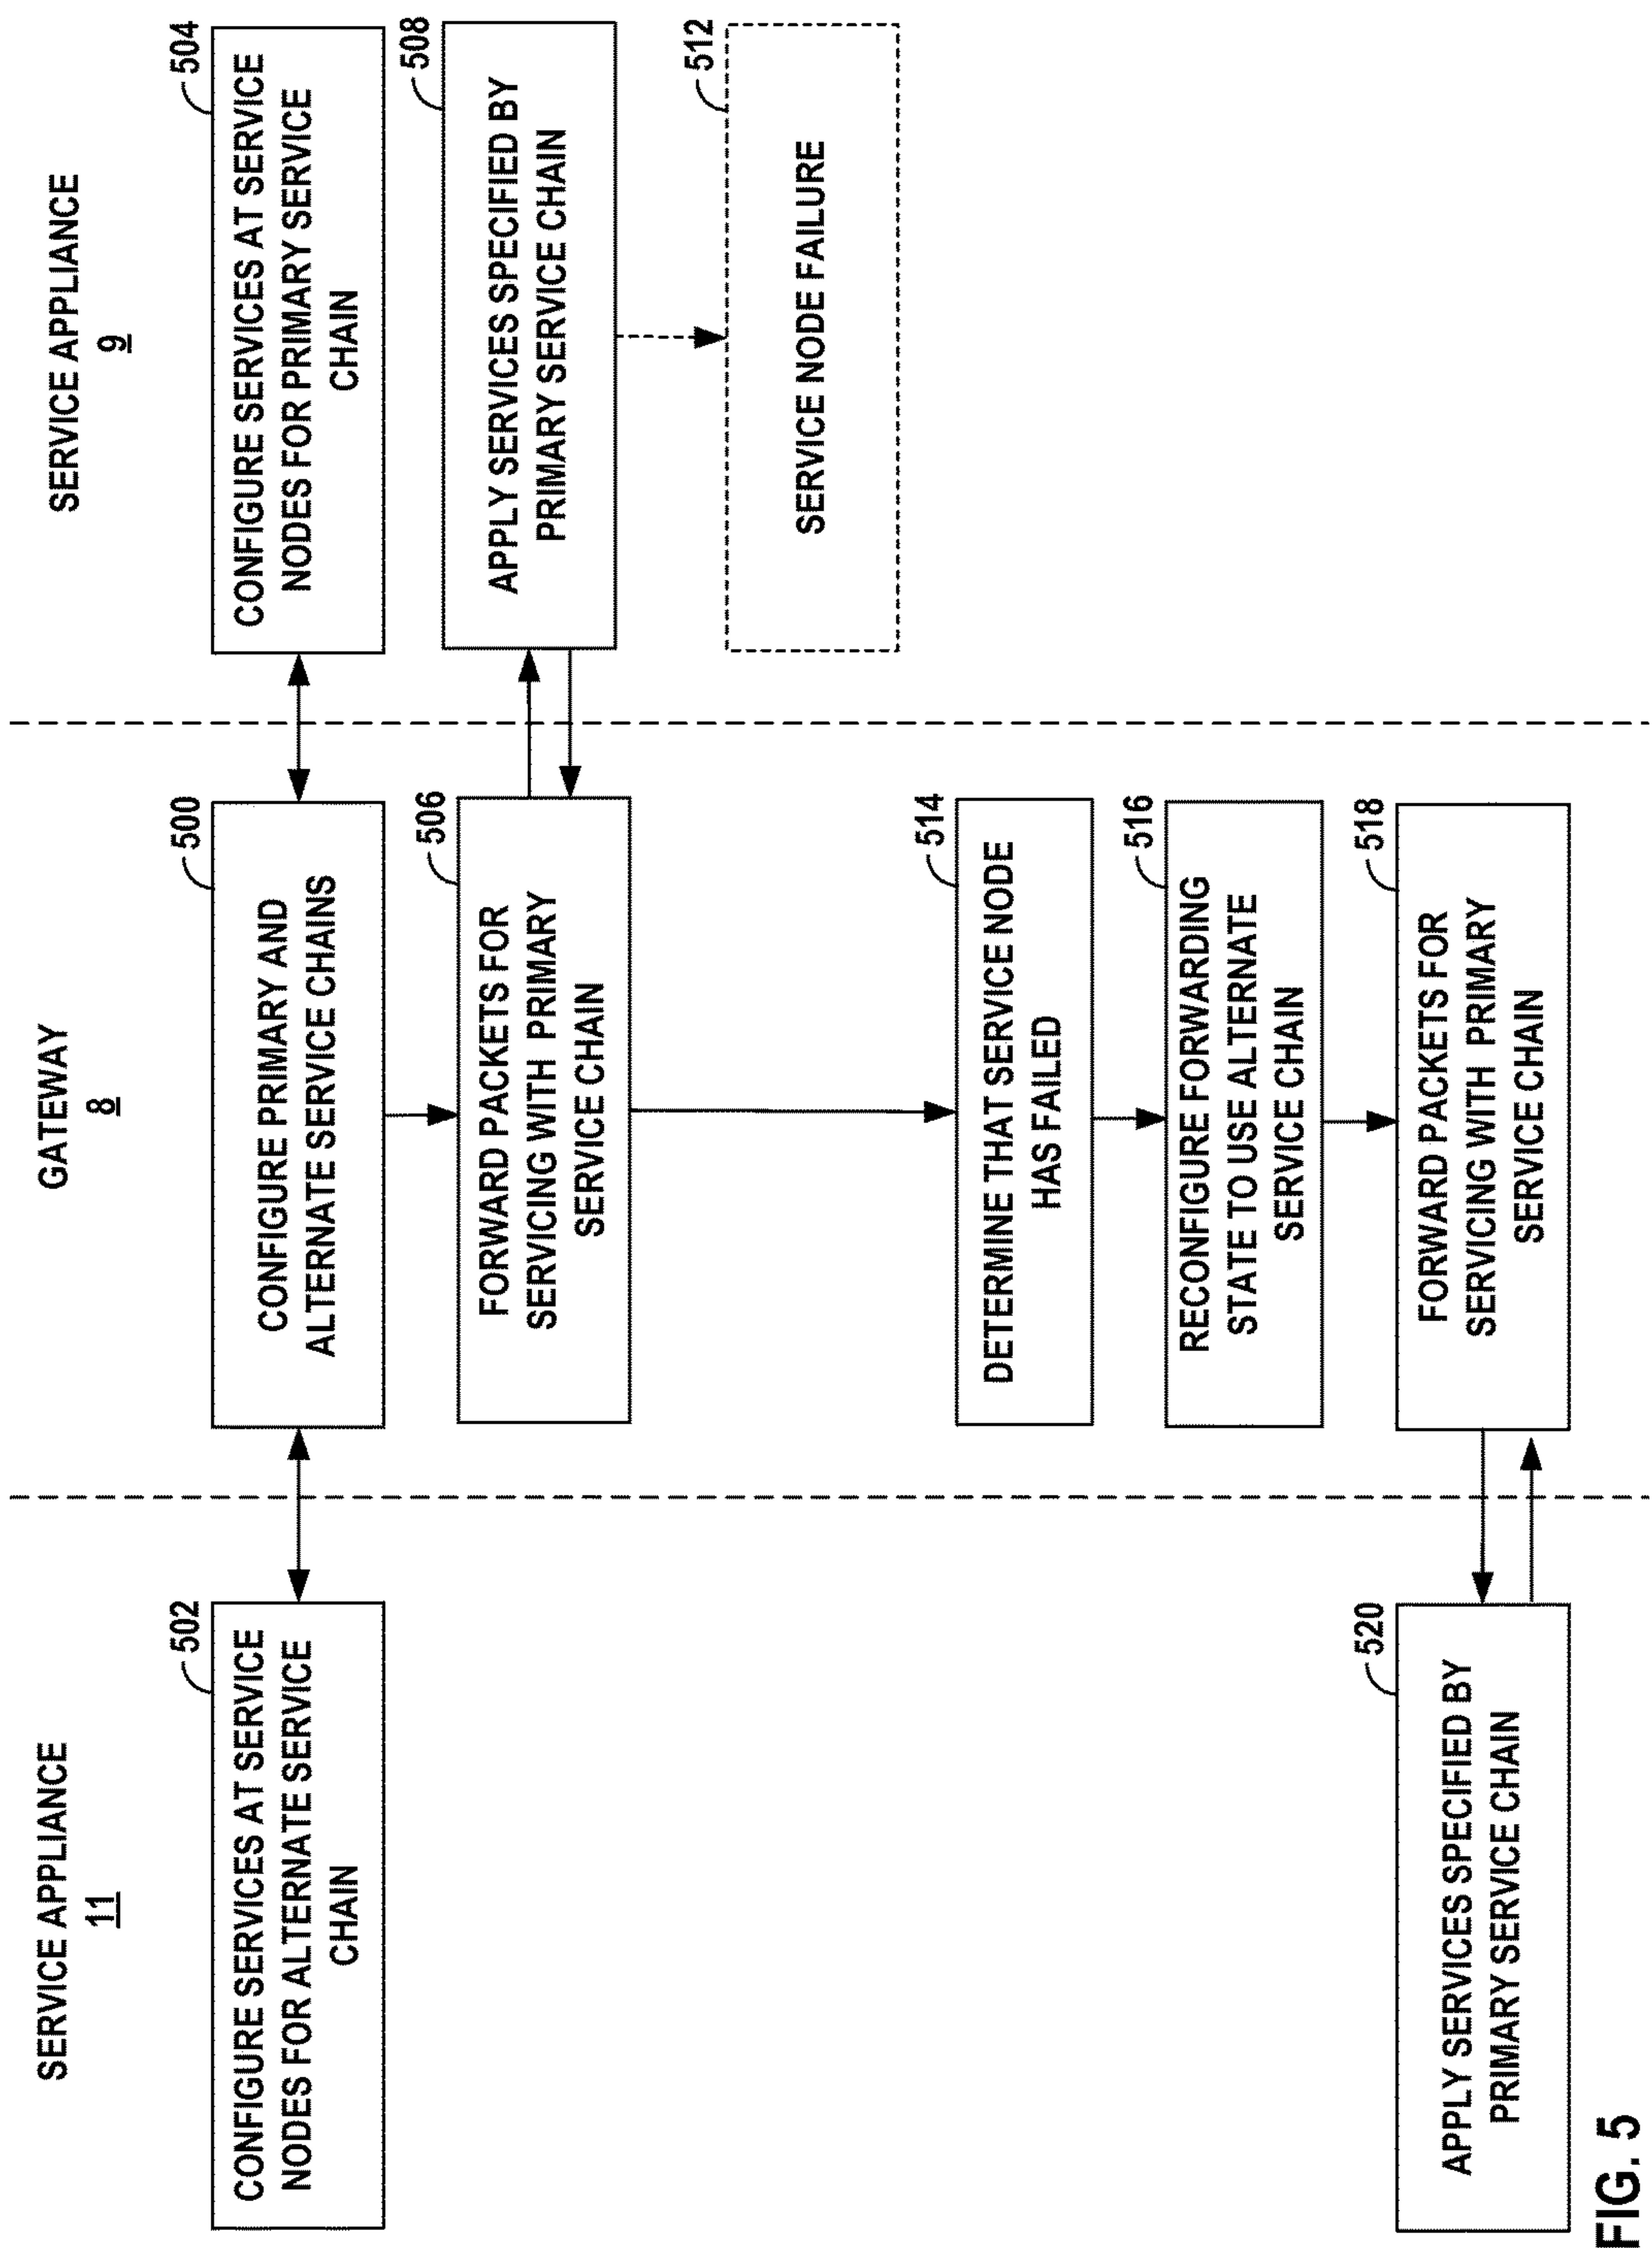 SERVICE APPLIANCE
11
GATEWAY
8
SERVICE APPLIANCE
9
502
CONFIGURE SERVICES AT SERVICE
NODES FOR ALTERNATE SERVICE
CHAIN
500
CONFIGURE PRIMARY AND
ALTERNATE SERVICE CHAINS
504
CONFIGURE SERVICES AT SERVICE
NODES FOR PRIMARY SERVICE
CHAIN
506
FORWARD PACKETS FOR
SERVICING WITH PRIMARY
SERVICE CHAIN
508
APPLY SERVICES SPECIFIED BY
PRIMARY SERVICE CHAIN
512
SERVICE NODE FAILURE
514
DETERMINE THAT SERVICE NODE
HAS FAILED
516
RECONFIGURE FORWARDING
STATE TO USE ALTERNATE
SERVICE CHAIN
518
FORWARD PACKETS FOR
SERVICING WITH PRIMARY
SERVICE CHAIN
520
APPLY SERVICES SPECIFIED BY
PRIMARY SERVICE CHAIN
FIG. 5